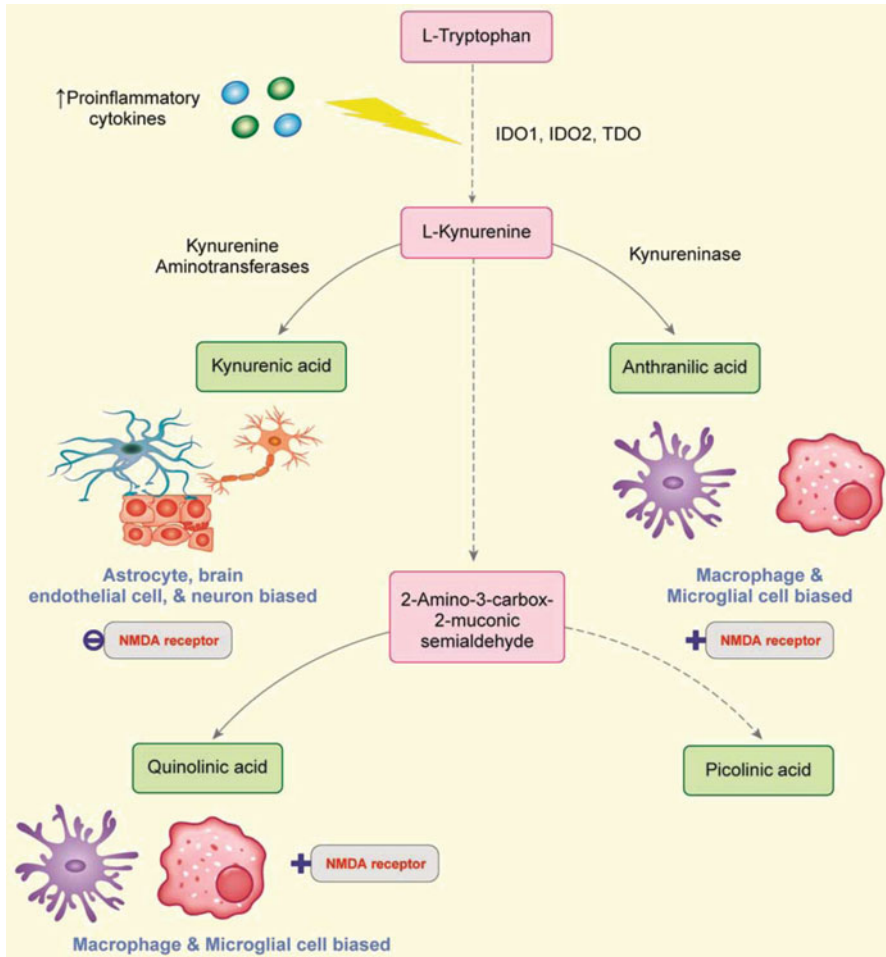 L-Tryptophan
↑Proinflammatory
cytokines
IDO1, IDO2, TDO
L-Kynurenine
Kynurenine
Aminotransferases
Kynureninase
Kynurenic acid
Anthranilic acid
Astrocyte, brain
endothelial cell, & neuron biased
⊖ NMDA receptor
2-Amino-3-carbox-
2-muconic
semialdehyde
Macrophage &
Microglial cell biased
+ NMDA receptor
Quinolinic acid
Picolinic acid
+ NMDA receptor
Macrophage & Microglial cell biased